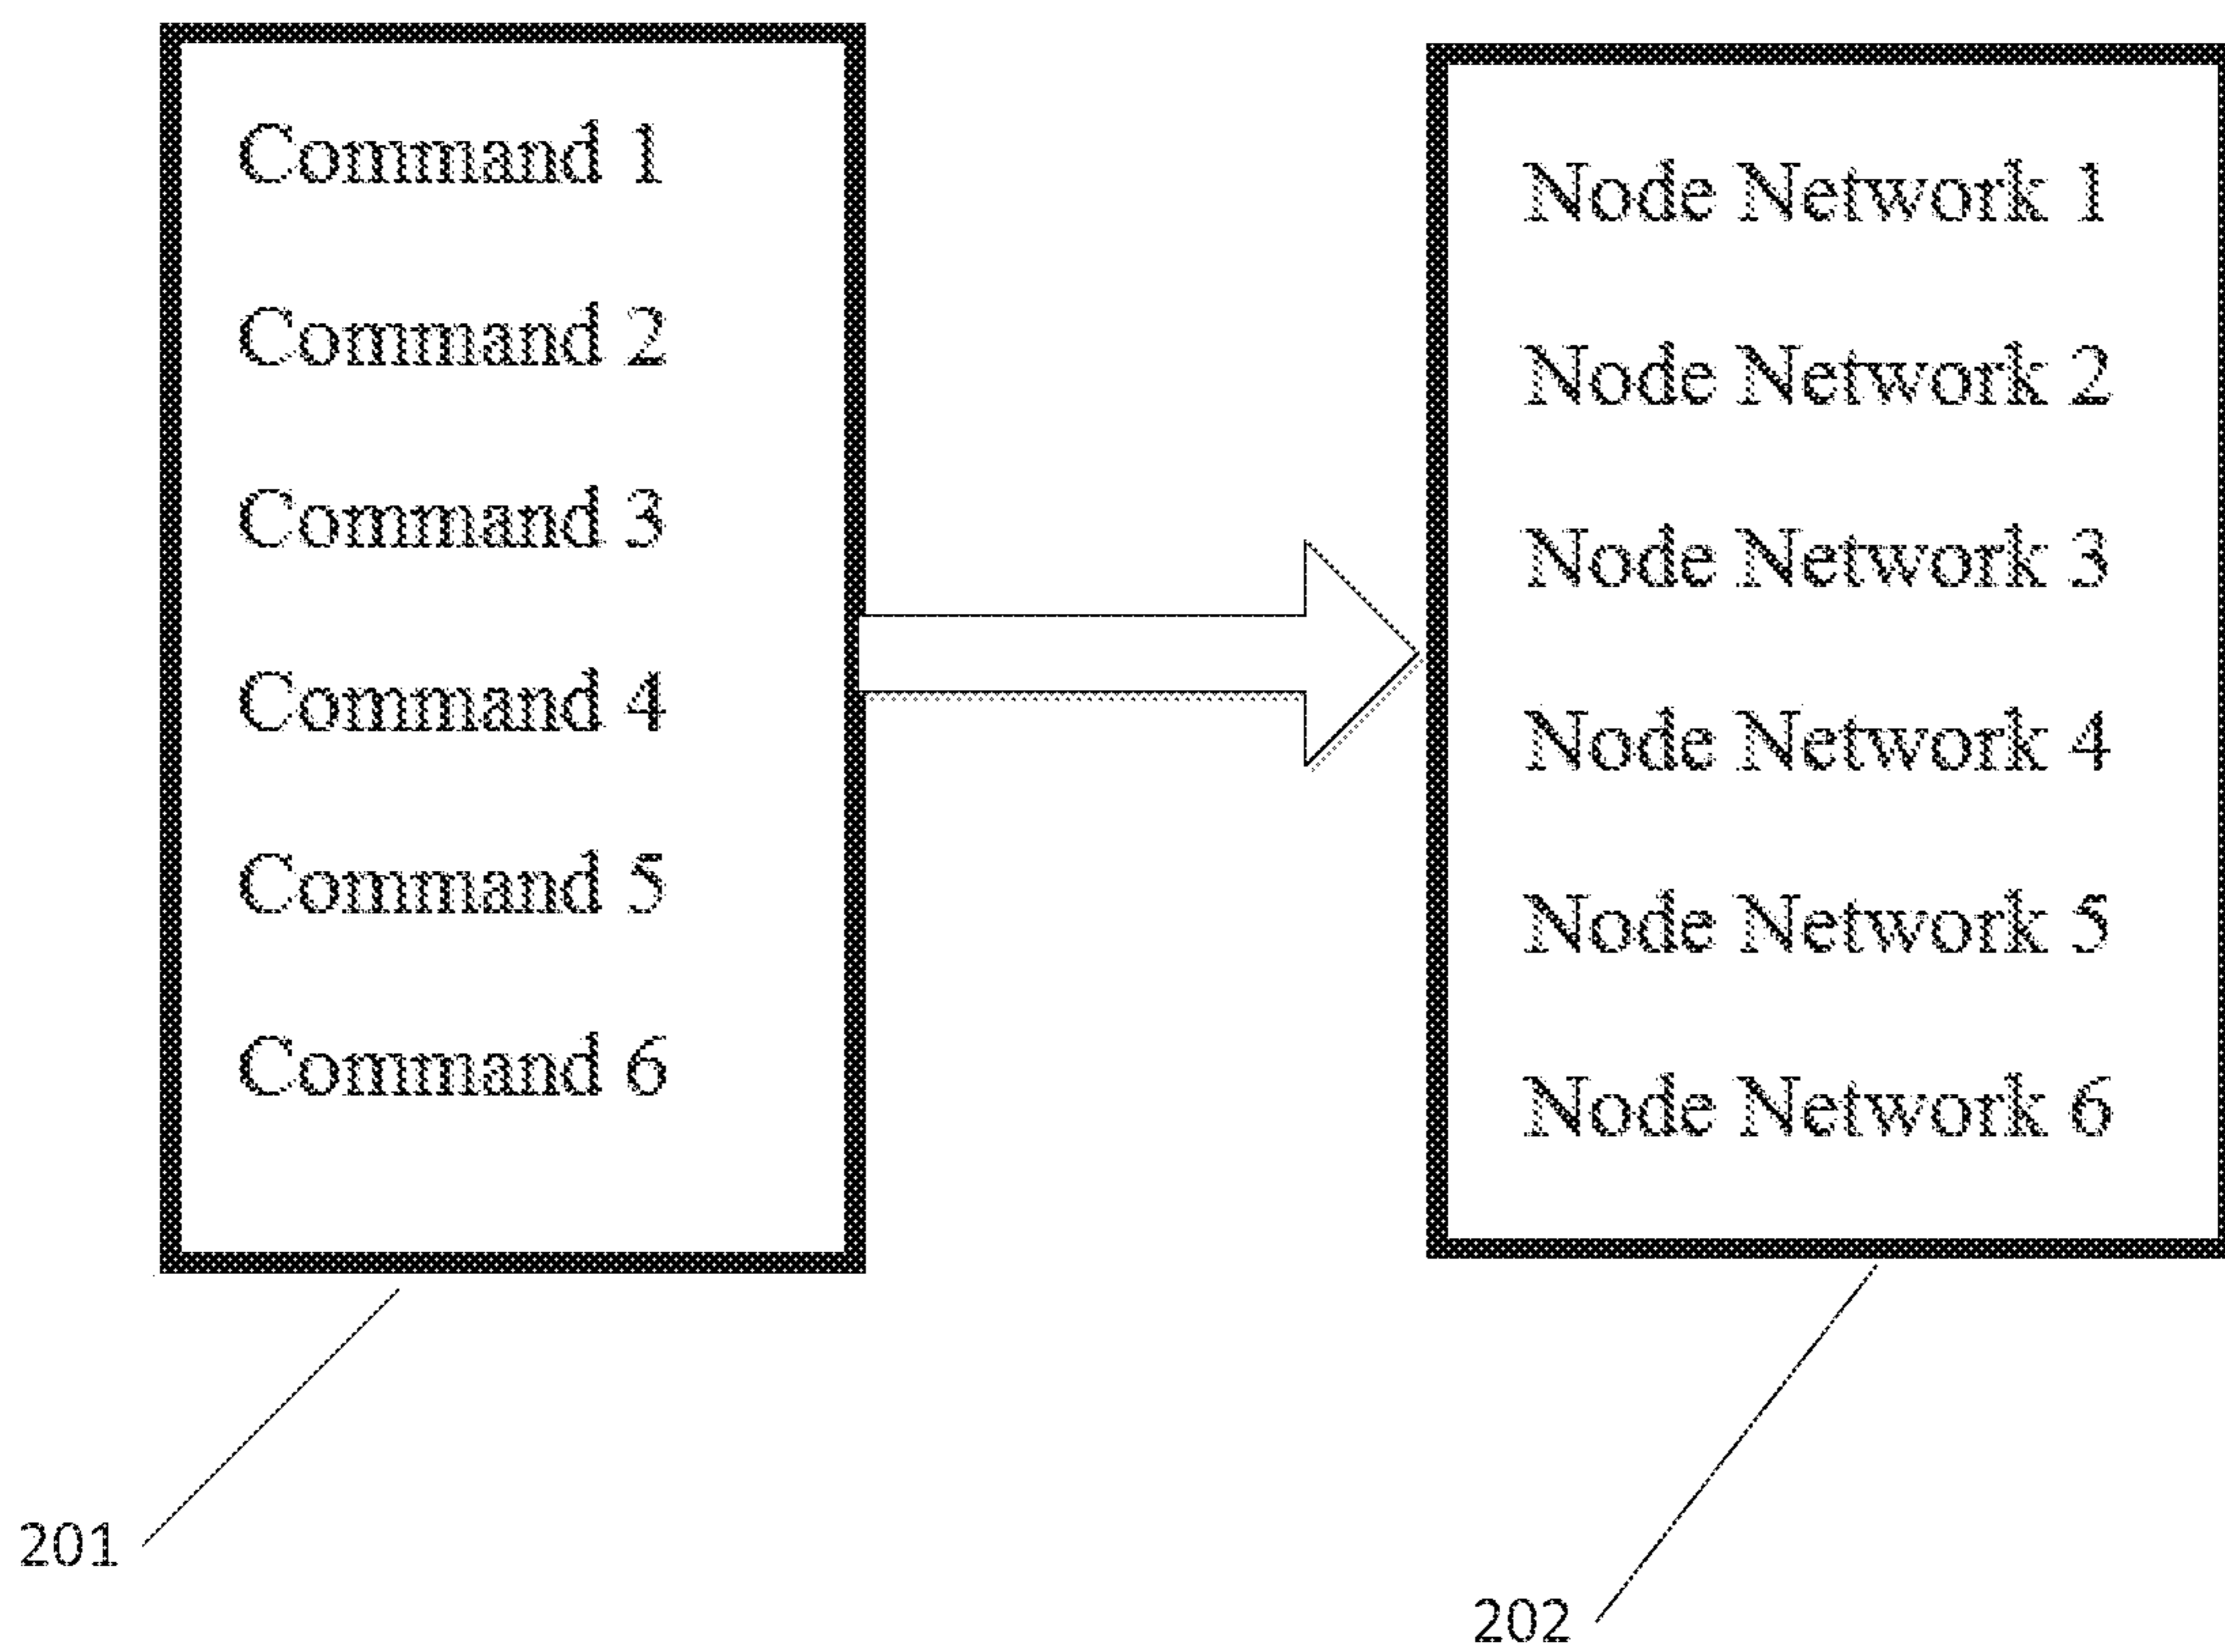 Command 1
Command 2
Command 3
Command 4
Command 5
Command 6
Node Network 1
Node Network 2
Node Network 3
Node Network 4
Node Network 5
Node Network 6
201
202